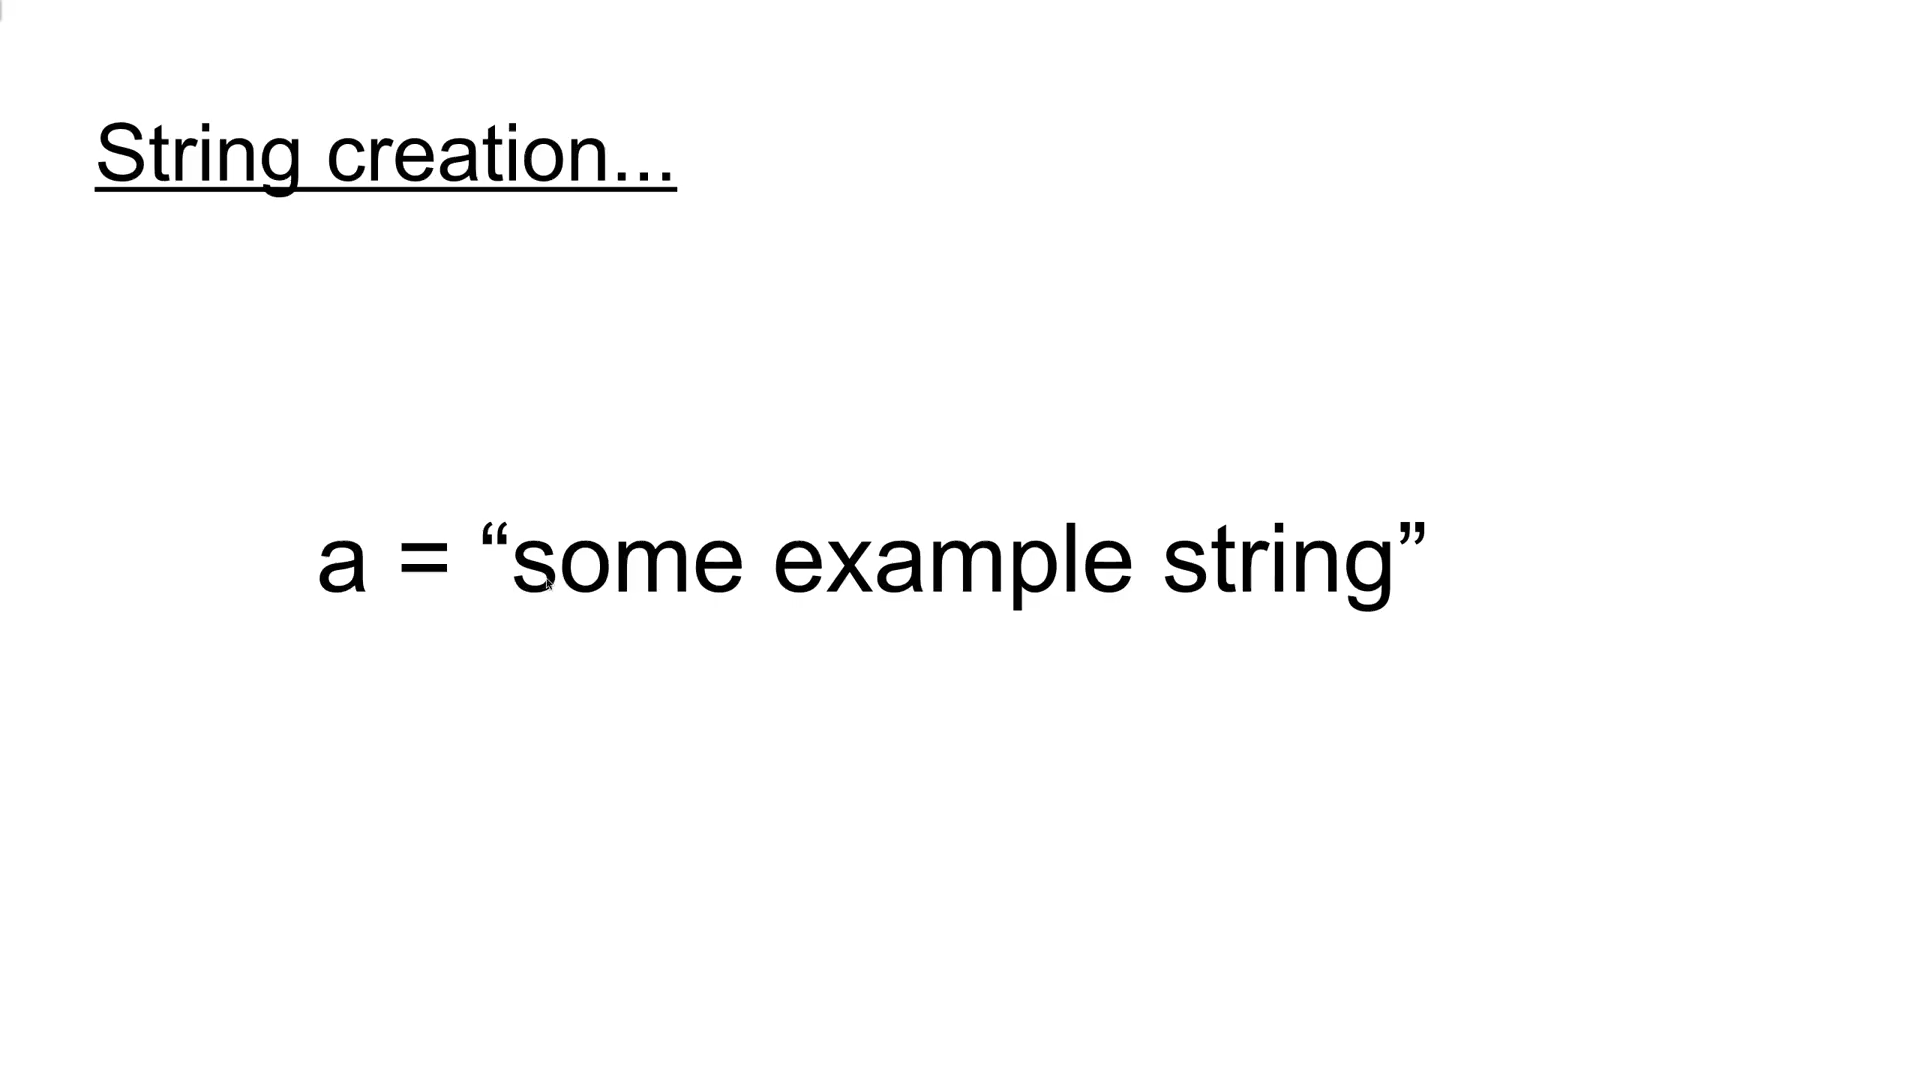 String creation...
a = “some example string”